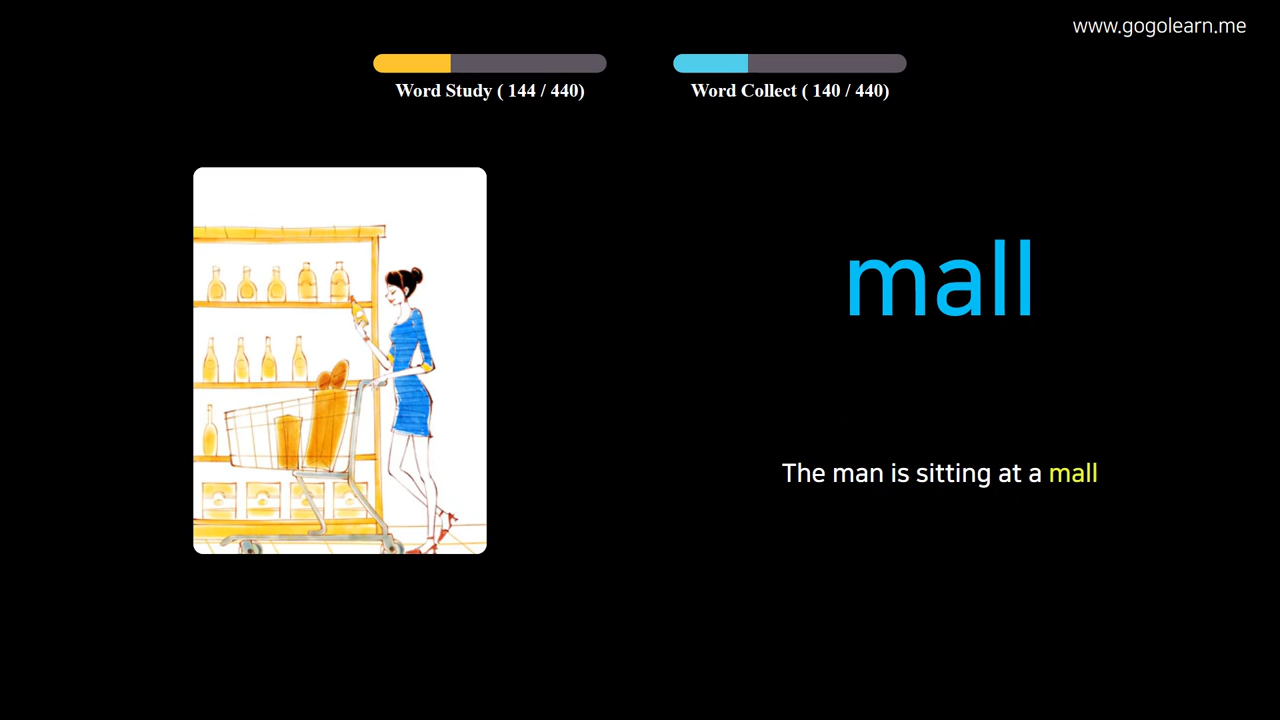 www.gogolearn.me
Word Study ( 144 / 440)
Word Collect ( 140 / 440)
mall
The man is sitting at a mall